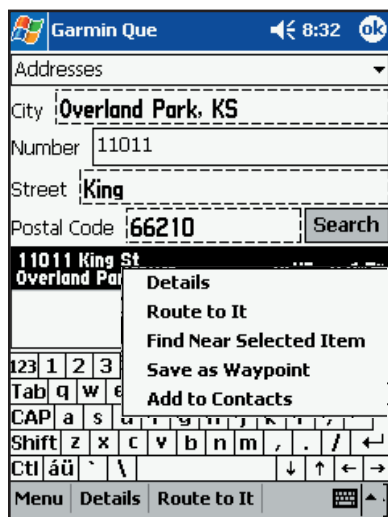 Garmin Que 8:32 ok
Addresses
City Overland Park, KS
Number 11011
Street King
Postal Code 66210 Search
11011 King St
Overland
Details
Route to It
Find Near Selected Item
Save as Waypoint
Add to Contacts
123 1 2 3
Tab q w e
CAP a s
Shift z x c v b n m , . / ↵
Ctl áü ` \ ↓ ↑ ← →
Menu Details Route to It